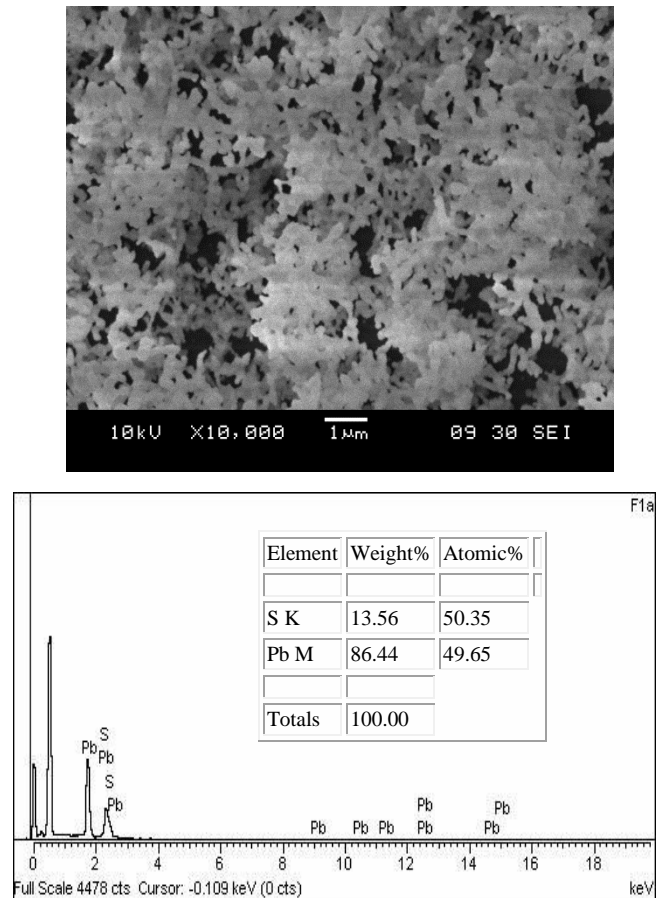 10kV X10,000 1μm 09 30 SEI
F1a
Element Weight% Atomic%
S K 13.56 50.35
Pb M 86.44 49.65
Totals 100.00
S
Pb Pb
S
Pb
Pb Pb
Pb Pb Pb Pb Pb
0 2 4 6 8 10 12 14 16 18
Full Scale 4478 cts Cursor: -0.109 keV (0 cts) keV